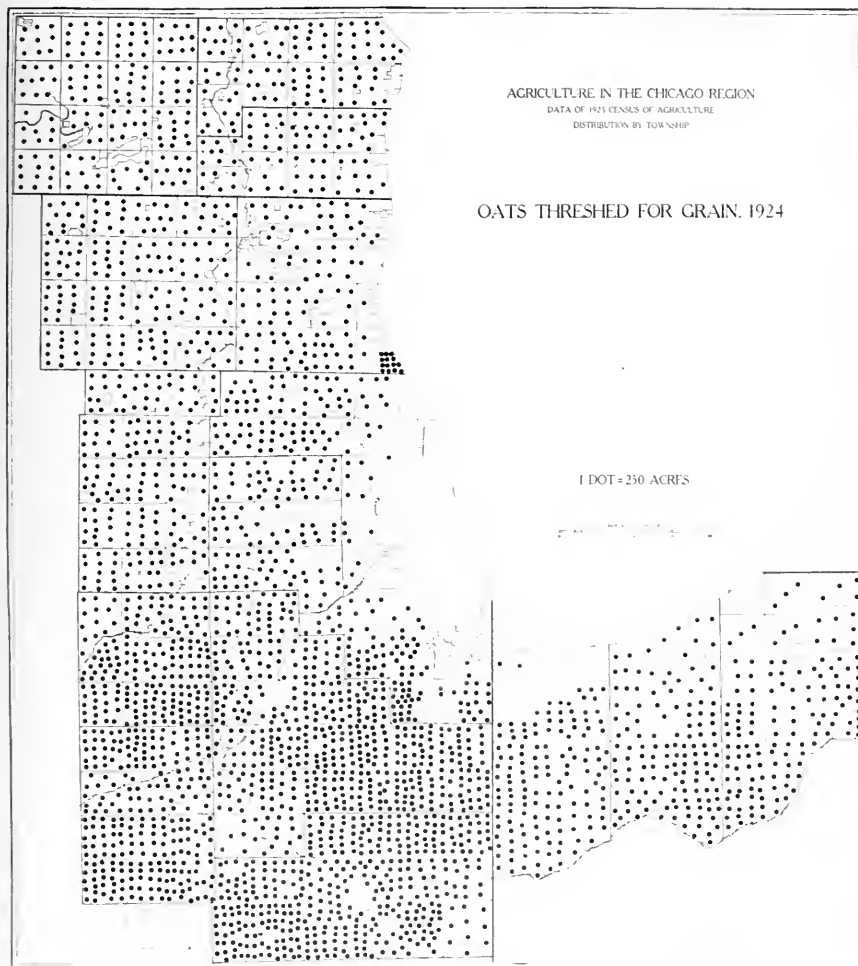 AGRICULTURE IN THE CHICAGO REGION
DATA OF 1925 CENSUS OF AGRICULTURE
DISTRIBUTION BY TOWNSHIP
OATS THRESHED FOR GRAIN, 1924
1 DOT = 250 ACRES